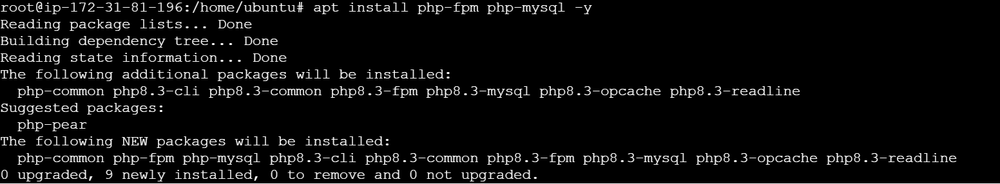 root@ip-172-31-81-196:/home/ubuntu# apt install php-fpm php-mysql -y
Reading package lists... Done
Building dependency tree... Done
Reading state information... Done
The following additional packages will be installed:
  php-common php8.3-cli php8.3-common php8.3-fpm php8.3-mysql php8.3-opcache php8.3-readline
Suggested packages:
  php-pear
The following NEW packages will be installed:
  php-common php-fpm php-mysql php8.3-cli php8.3-common php8.3-fpm php8.3-mysql php8.3-opcache php8.3-readline
0 upgraded, 9 newly installed, 0 to remove and 0 not upgraded.